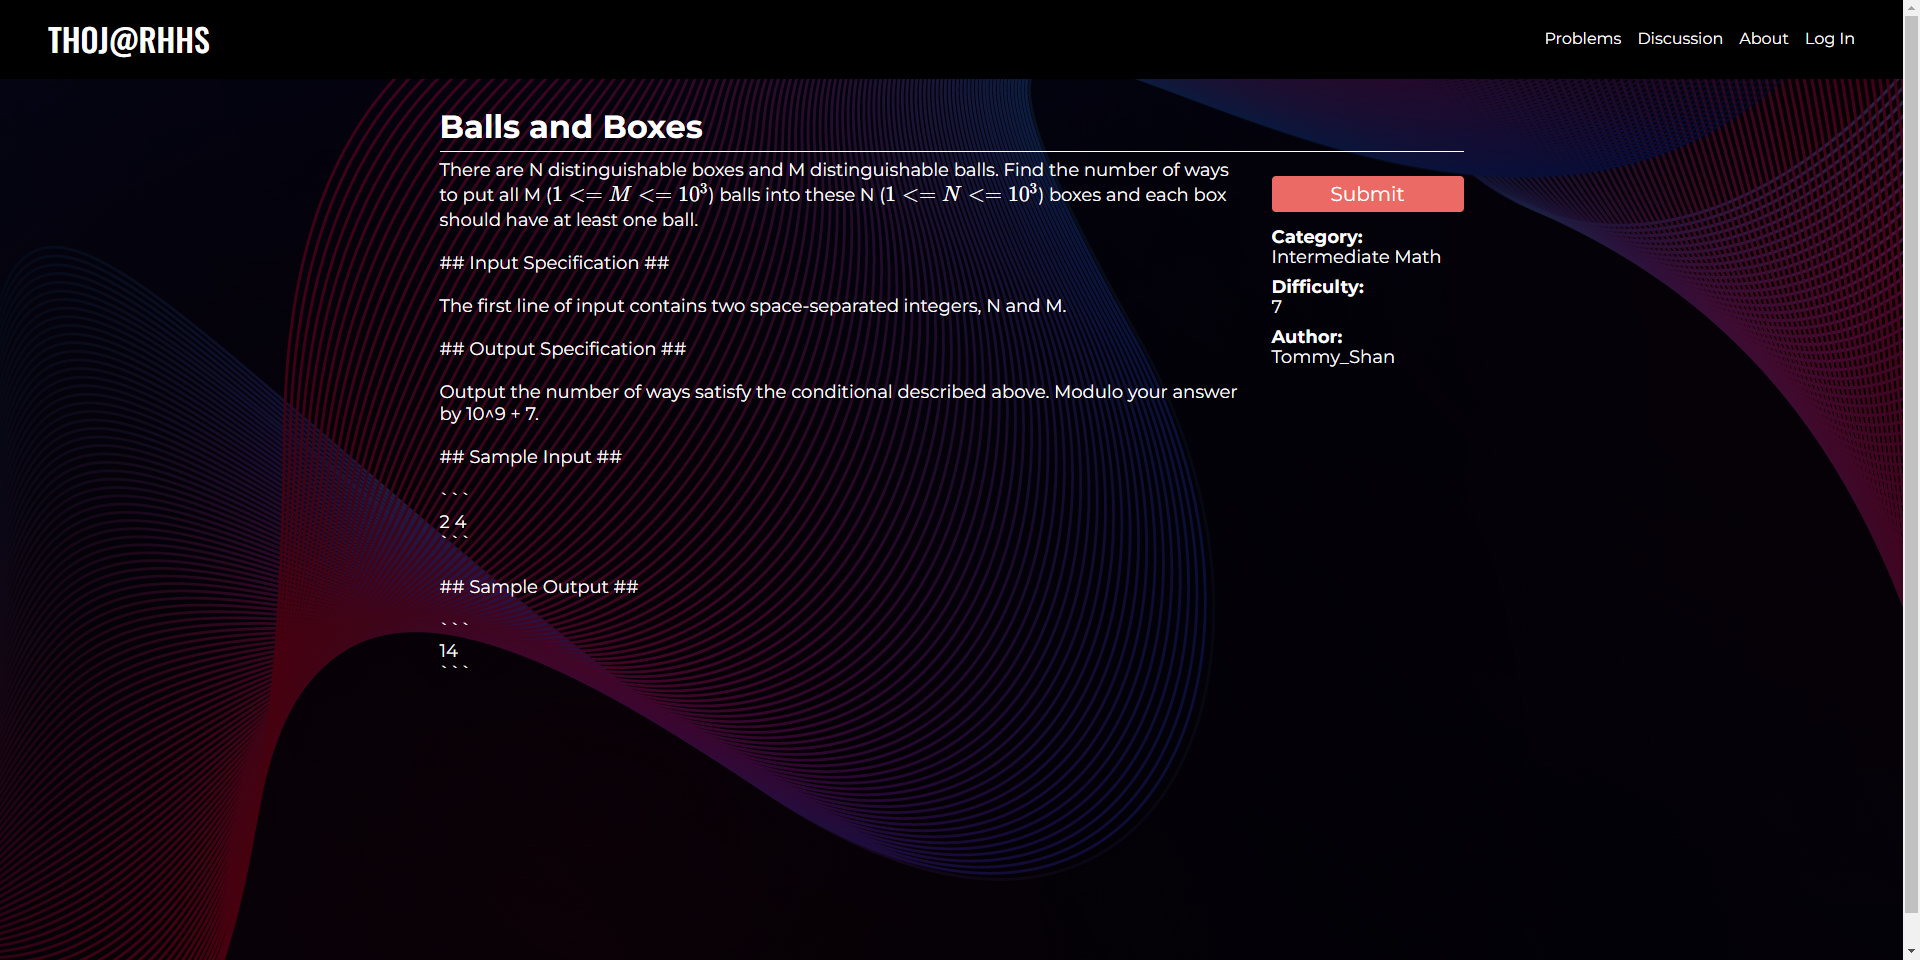 THOJ@RHHS
Problems Discussion About Log In
Balls and Boxes
There are N distinguishable boxes and M distinguishable balls. Find the number of ways
to put all M (1 <= M <= 10³) balls into these N (1 <= N <= 10³) boxes and each box
should have at least one ball.
## Input Specification ##
The first line of input contains two space-separated integers, N and M.
## Output Specification ##
Output the number of ways satisfy the conditional described above. Modulo your answer
by 10^9 + 7.
## Sample Input ##
```
2 4
```
## Sample Output ##
```
14
```
Submit
Category:
Intermediate Math
Difficulty:
7
Author:
Tommy_Shan